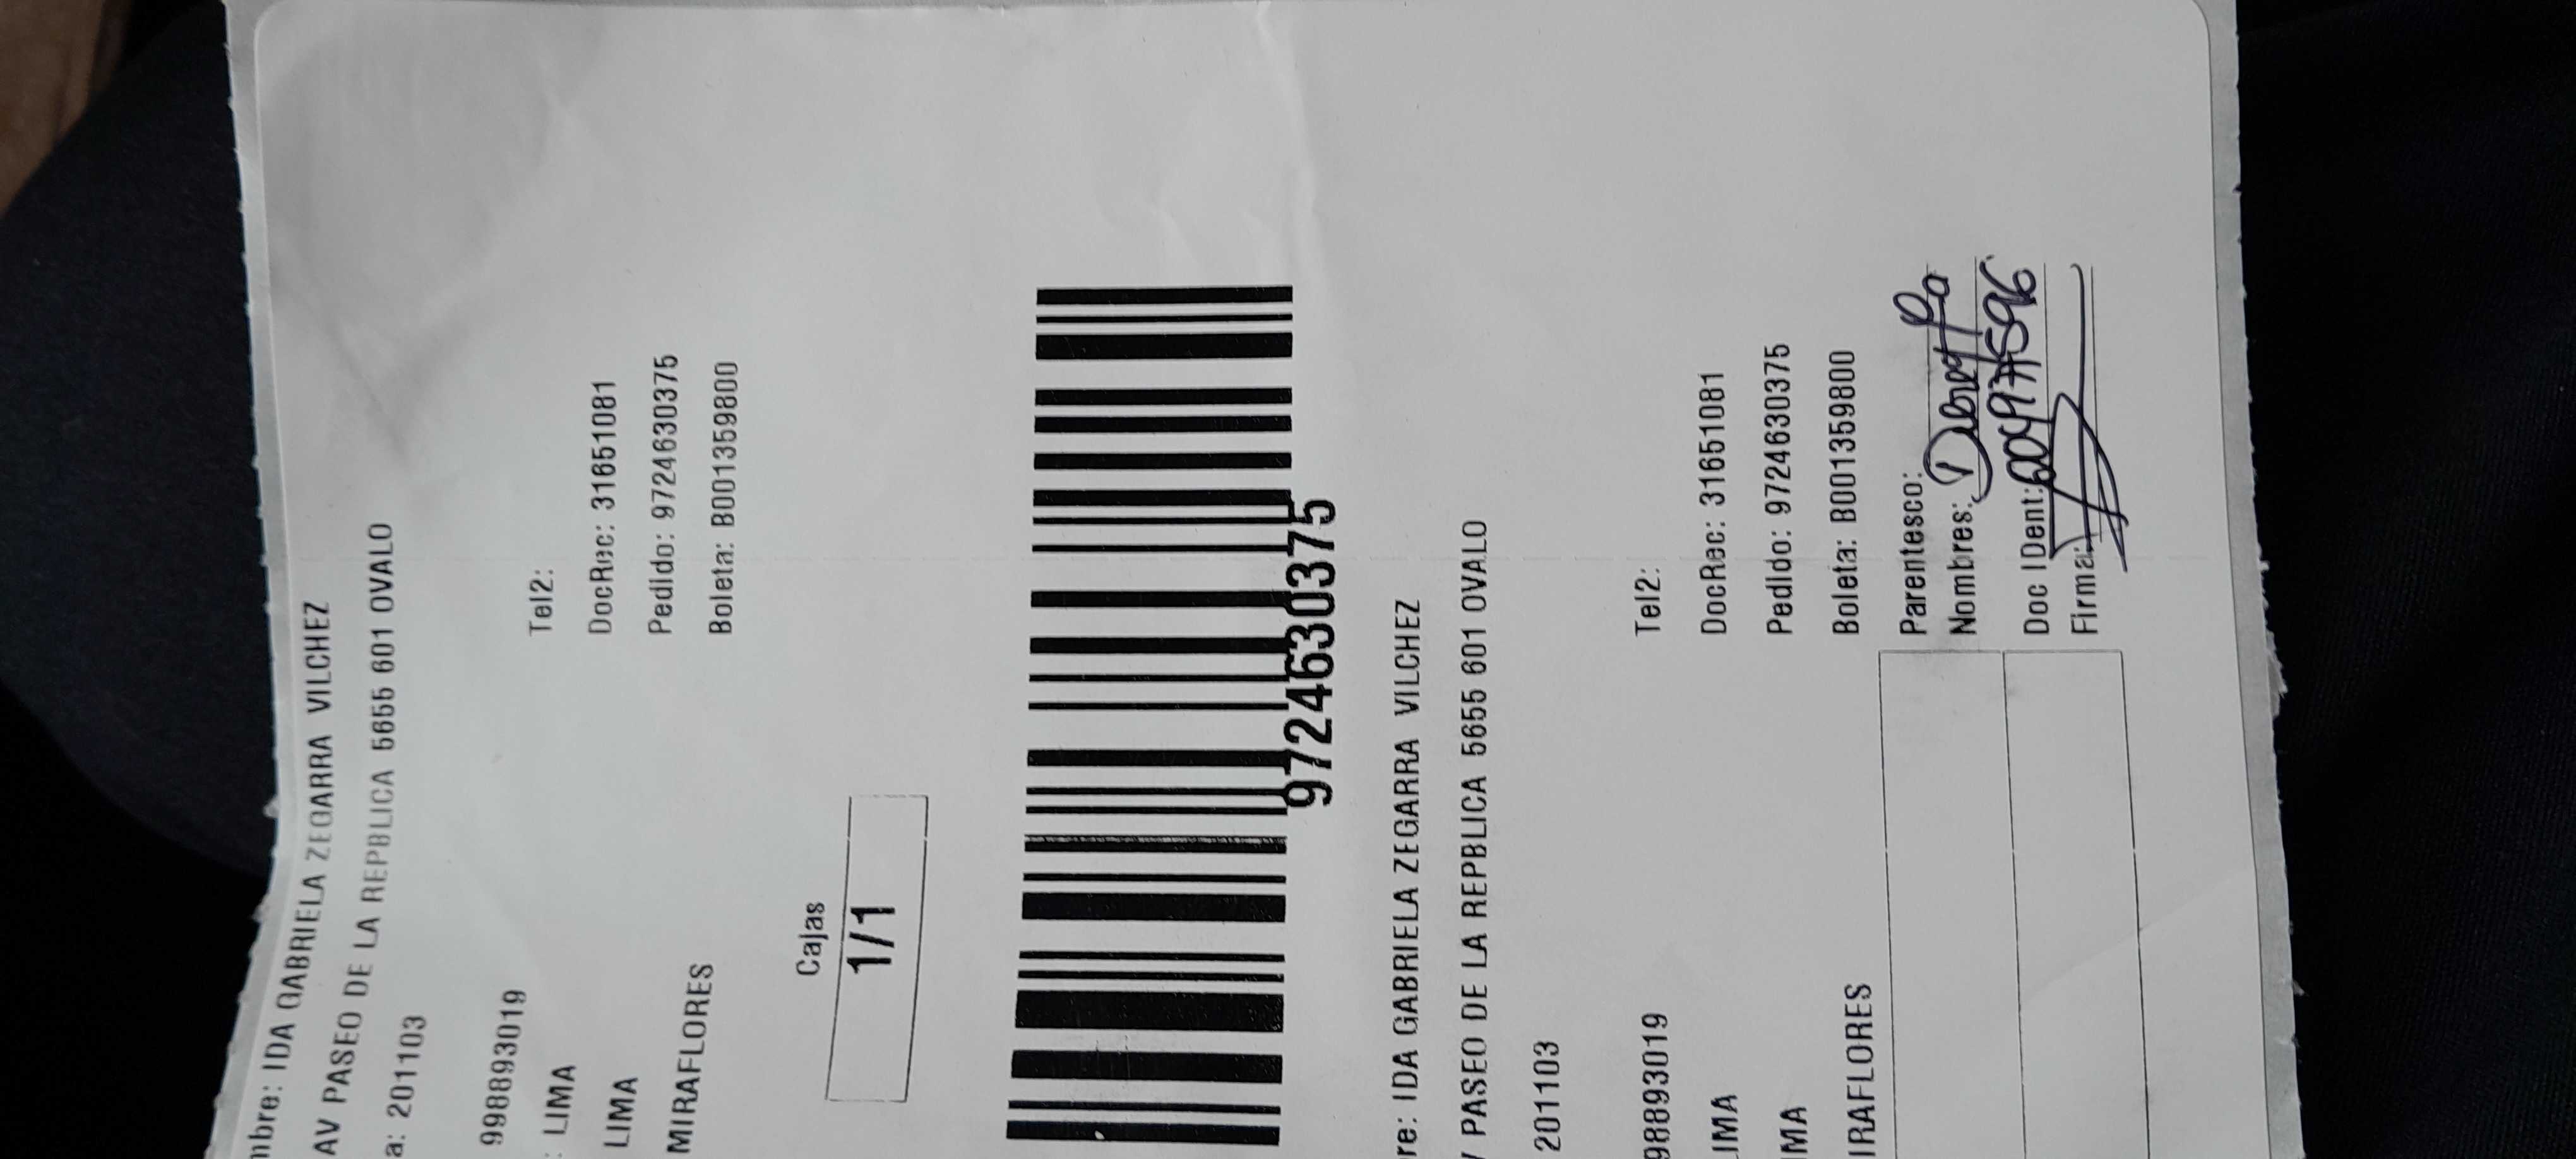 mbre: IDA GABRIELA ZEGARRA VILCHEZ
AV PASEO DE LA REPBLICA 5655 601 OVALO
a: 201103
Tel2:
998893019
: LIMA
DocRec: 31651081
LIMA
Pedido: 9724630375
MIRAFLORES
Boleta: B001359800
Cajas
1/1
9724630375
re: IDA GABRIELA ZEGARRA VILCHEZ
PASEO DE LA REPBLICA 5655 601 OVALO
201103
Tel2:
98893019
IMA
DocRec: 31651081
MA
Pedido: 9724630375
IRAFLORES
Boleta: B001359800
Parentesco:
Nombres:
Doc IDent:
Firma: